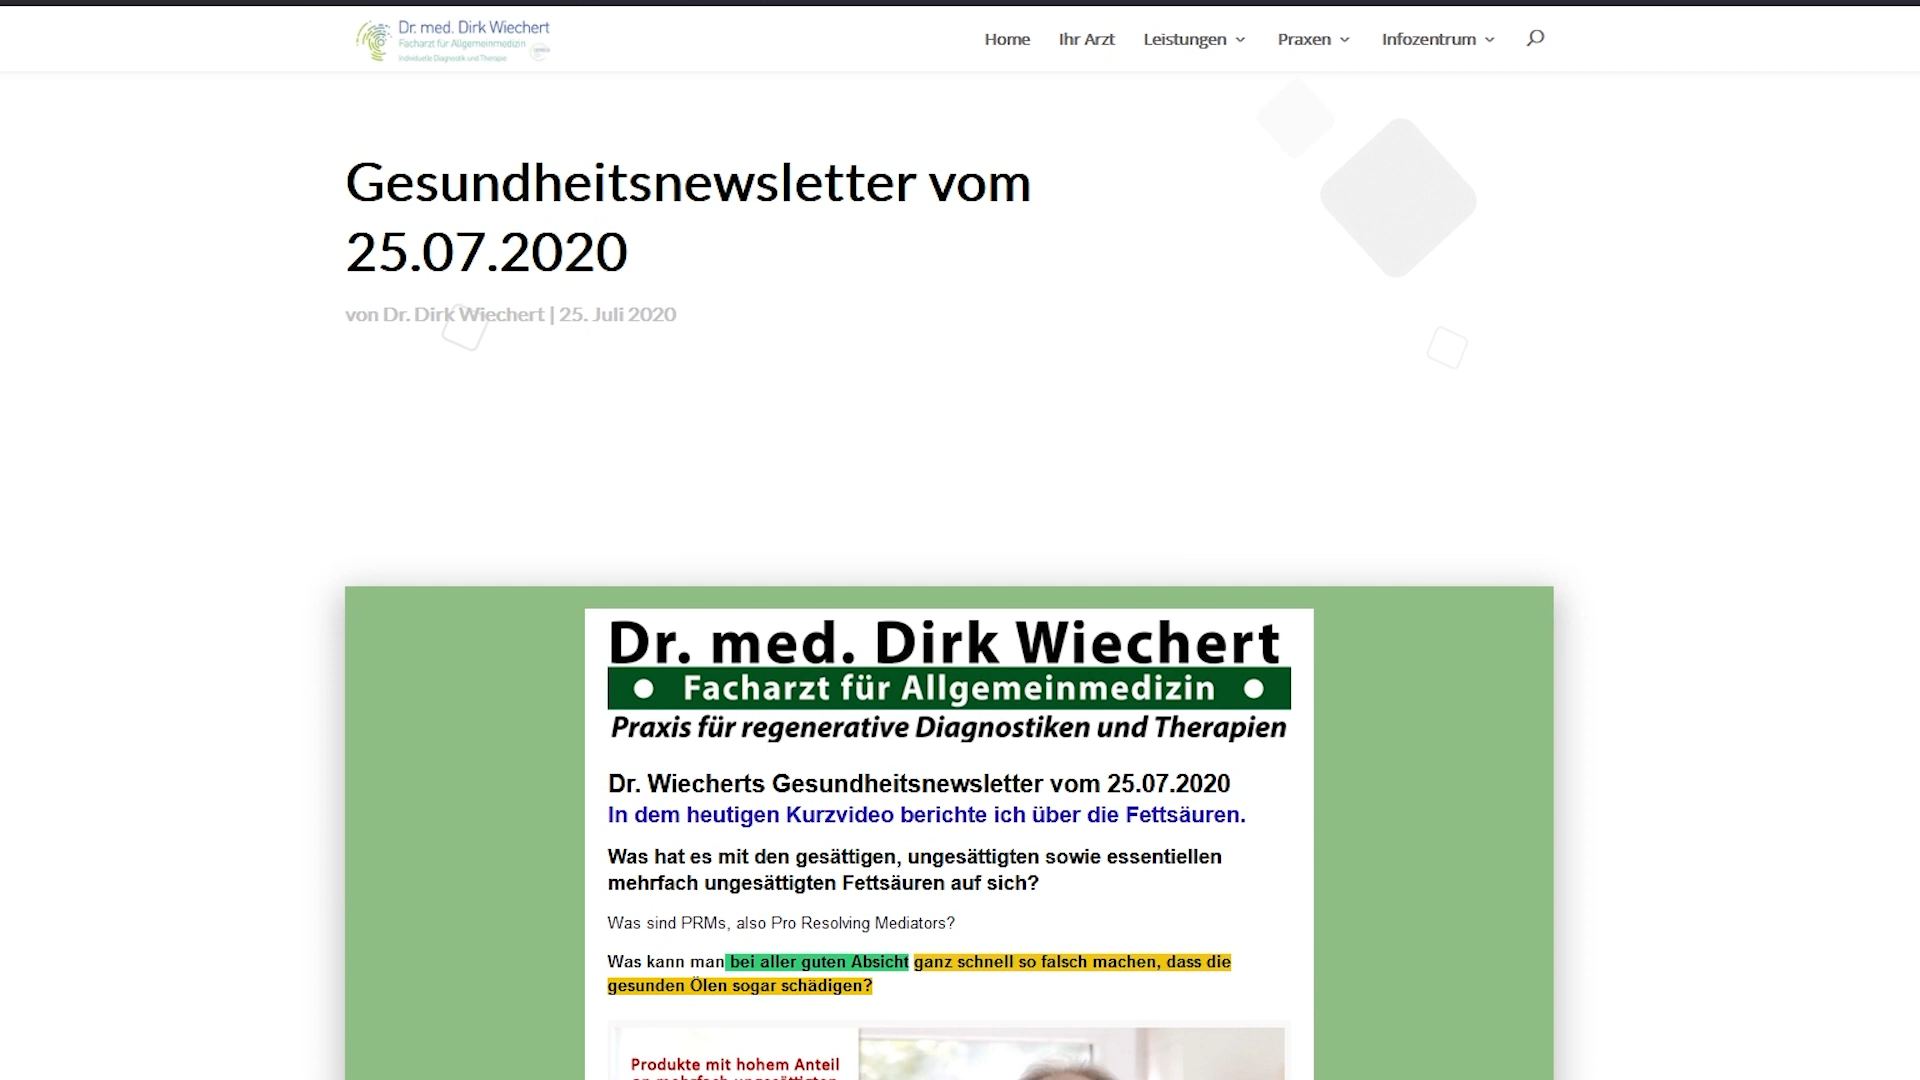 Dr. med. Dirk Wiechert
Facharzt für Allgemeinmedizin
Individuelle Diagnostik und Therapie
Home
Ihr Arzt
Leistungen
Praxen
Infozentrum
Gesundheitsnewsletter vom
25.07.2020
von Dr. Dirk Wiechert | 25. Juli 2020
Dr. med. Dirk Wiechert
• Facharzt für Allgemeinmedizin •
Praxis für regenerative Diagnostiken und Therapien
Dr. Wiecherts Gesundheitsnewsletter vom 25.07.2020
In dem heutigen Kurzvideo berichte ich über die Fettsäuren.
Was hat es mit den gesättigen, ungesättigten sowie essentiellen
mehrfach ungesättigten Fettsäuren auf sich?
Was sind PRMs, also Pro Resolving Mediators?
Was kann man bei aller guten Absicht ganz schnell so falsch machen, dass die
gesunden Ölen sogar schädigen?
Produkte mit hohem Anteil